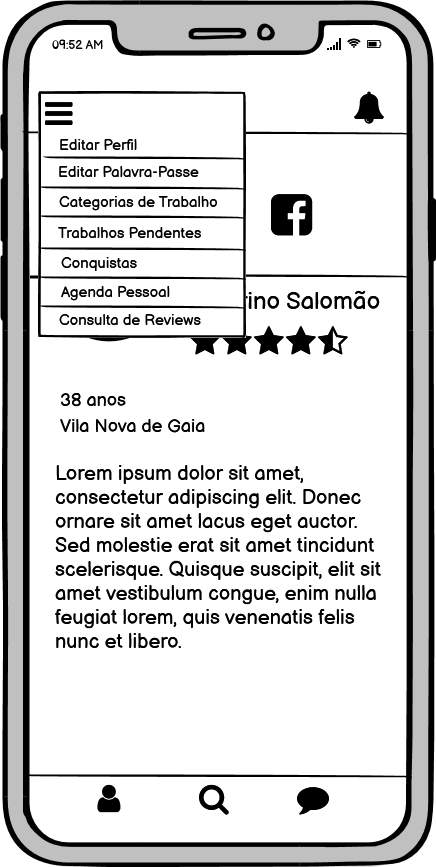 09:52 AM
Editar Perfil
Editar Palavra-Passe
Categorias de Trabalho
Trabalhos Pendentes
Conquistas
Agenda Pessoal
Consulta de Reviews
Salomão
38 anos
Vila Nova de Gaia
Lorem ipsum dolor sit amet,
consectetur adipiscing elit. Donec
ornare sit amet lacus eget auctor.
Sed molestie erat sit amet tincidunt
scelerisque. Quisque suscipit, elit sit
amet vestibulum congue, enim nulla
feugiat lorem, quis venenatis felis
nunc et libero.